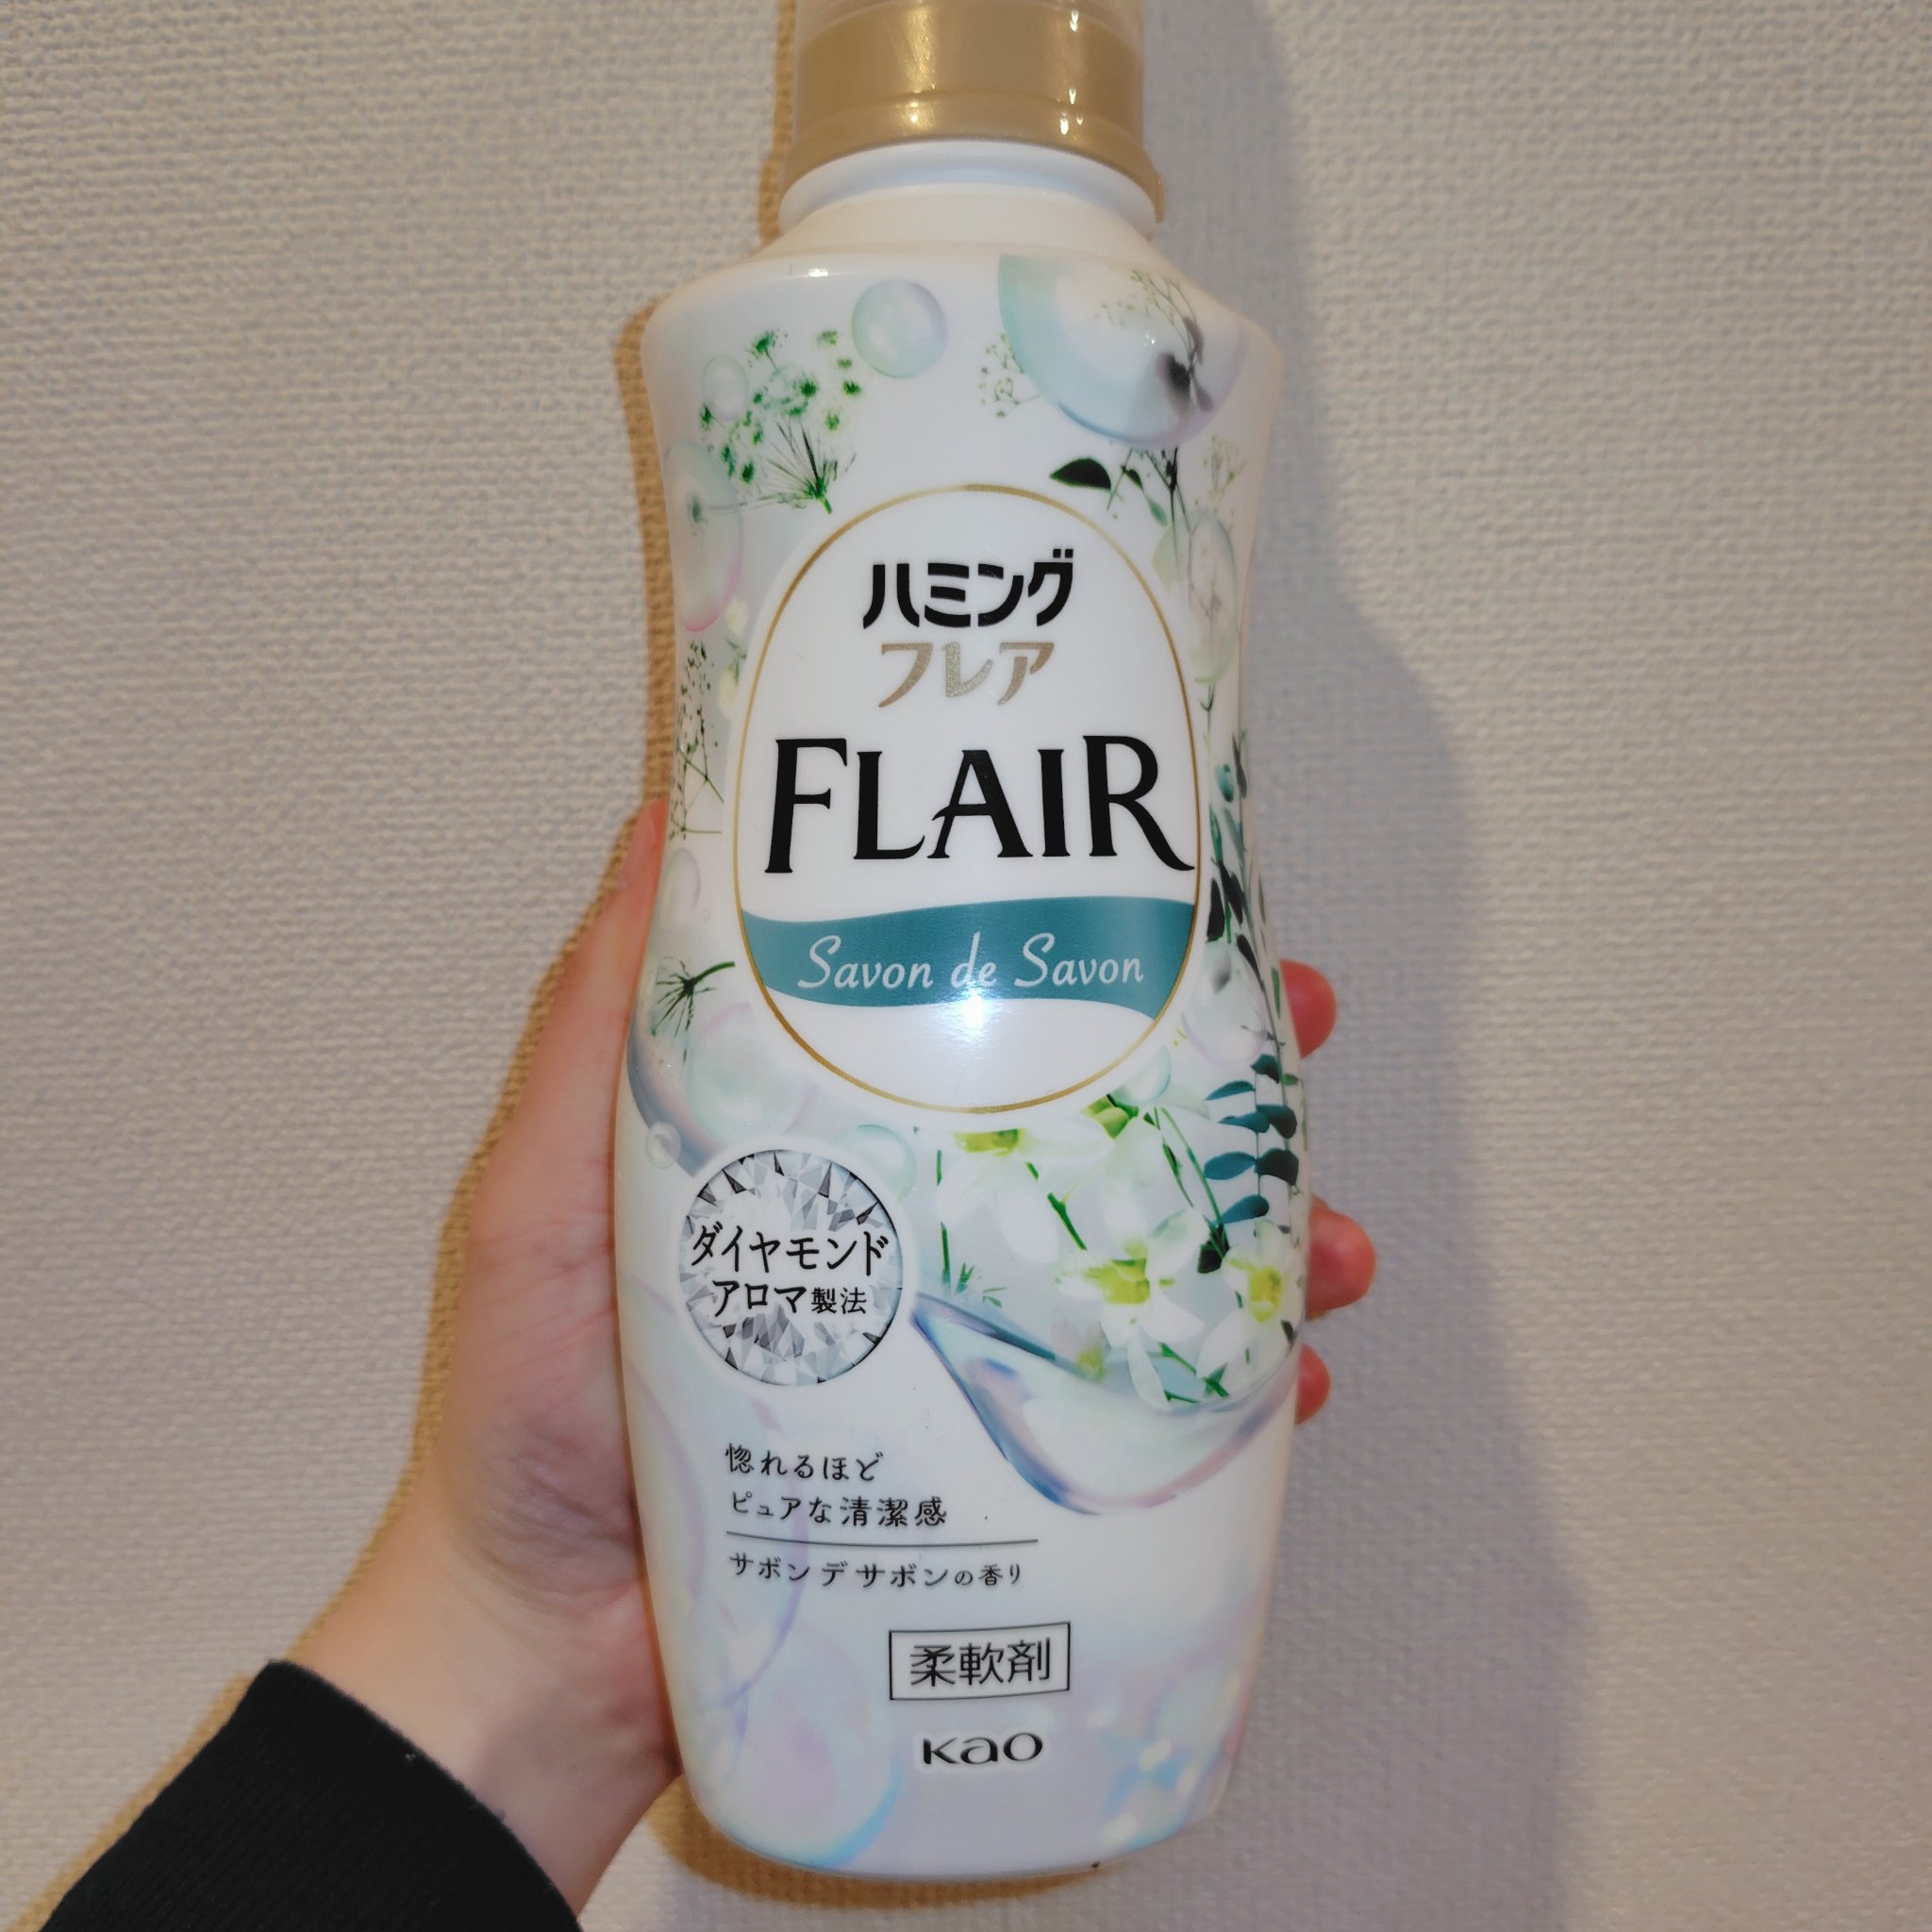 ハミング
フレア
FLAIR
Savon de Savon
ダイヤモンド
アロマ製法
惚れるほど
ピュアな清潔感
サボン デ サボンの香り
柔軟剤
Kao